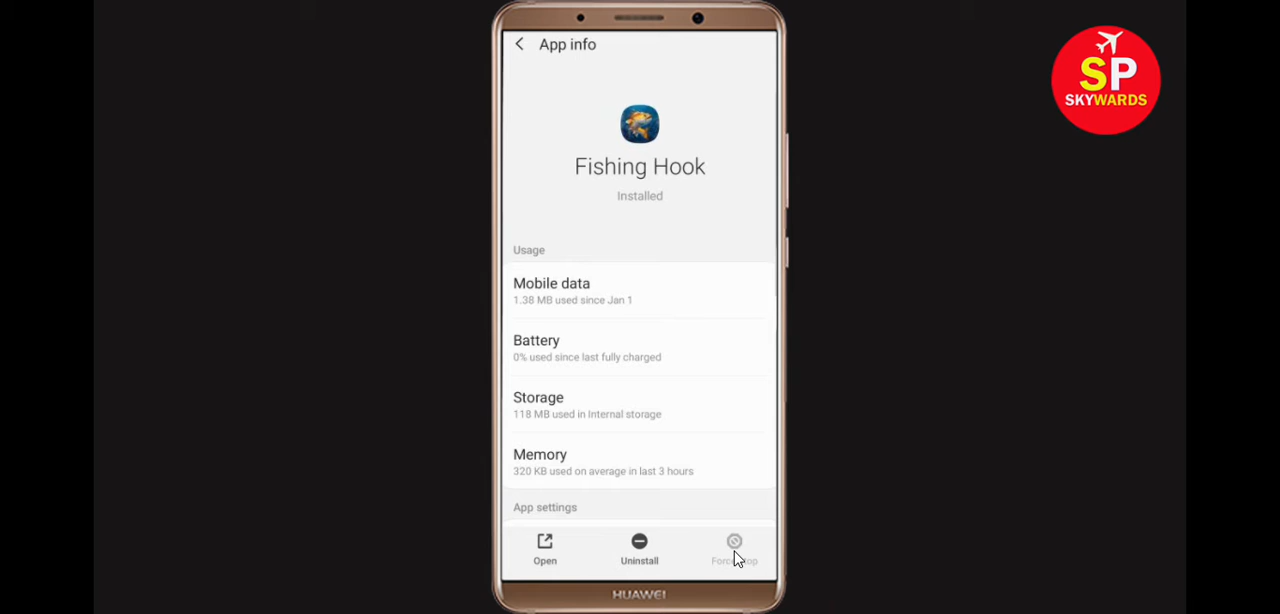 App info
SP
SKYWARDS
Fishing Hook
Installed
Usage
Mobile data
1.38 MB used since Jan 1
Battery
0% used since last fully charged
Storage
118 MB used in Internal storage
Memory
320 KB used on average in last 3 hours
App settings
Open
Uninstall
Force stop
HUAWEI